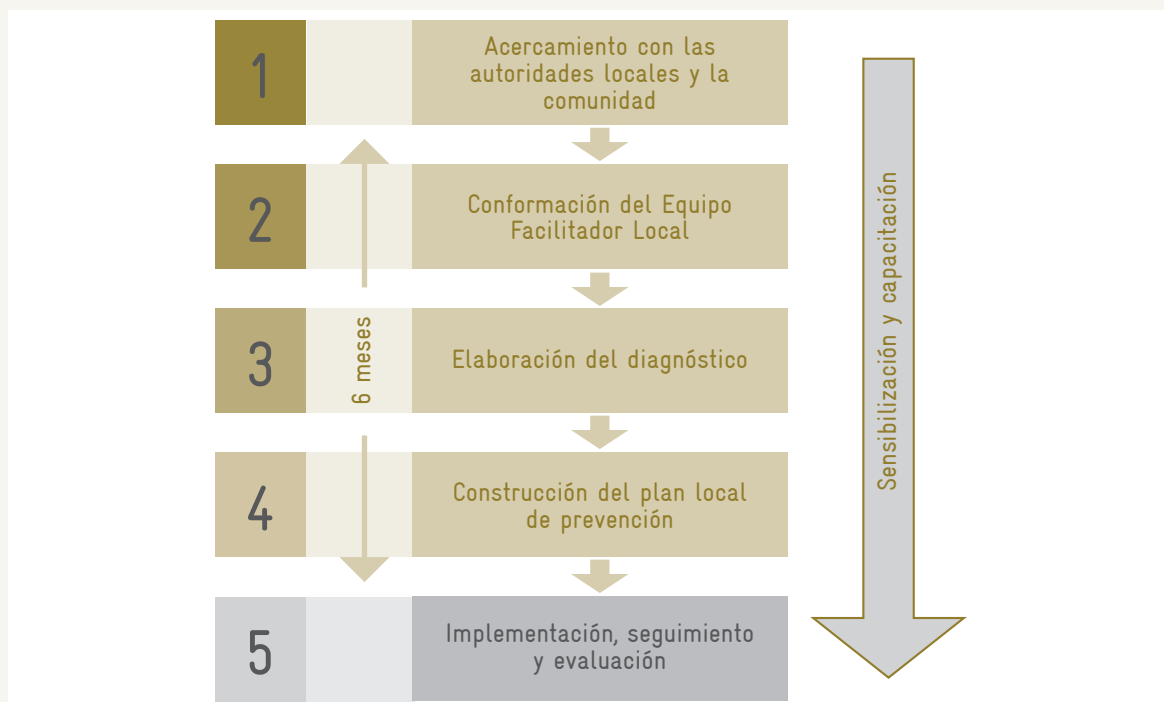 1
Acercamiento con las
autoridades locales y la
comunidad
2
Conformación del Equipo
Facilitador Local
3
6 meses
Elaboración del diagnóstico
4
Construcción del plan local
de prevención
5
Implementación, seguimiento
y evaluación
Sensibilización y capacitación